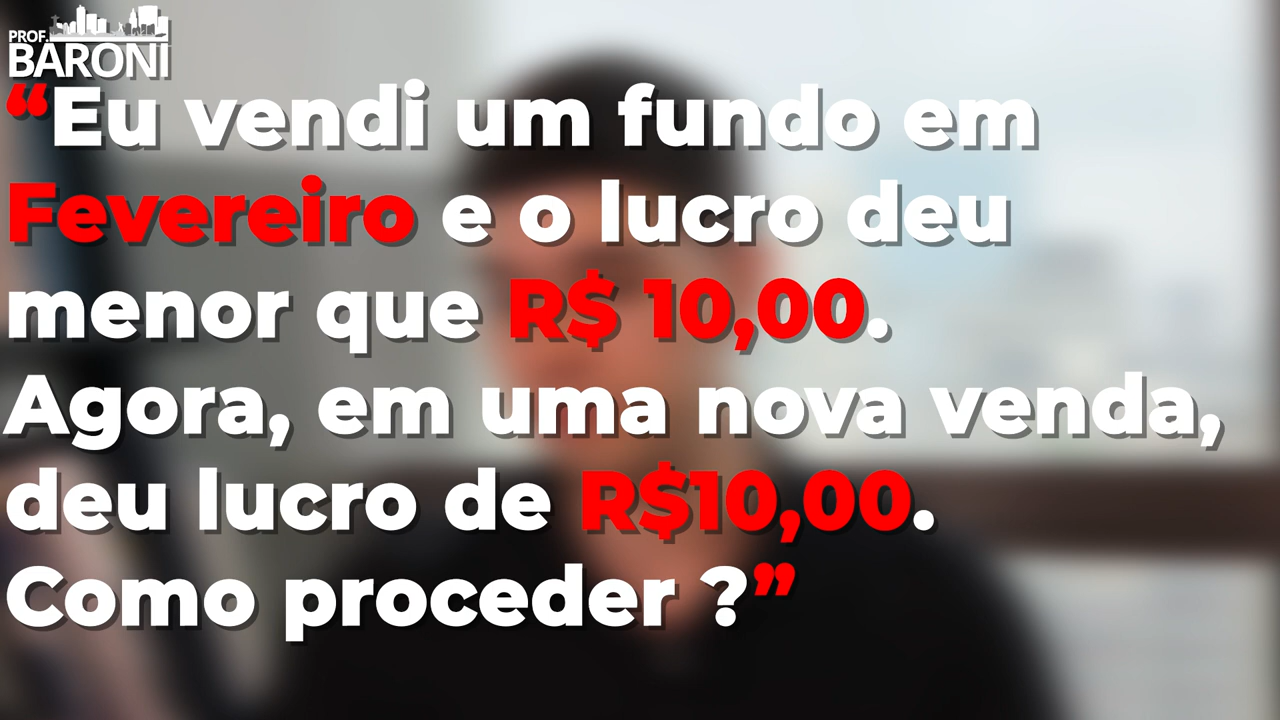 PROF.
BARONI
“Eu vendi um fundo em
Fevereiro e o lucro deu
menor que R$ 10,00.
Agora, em uma nova venda,
deu lucro de R$10,00.
Como proceder ?”